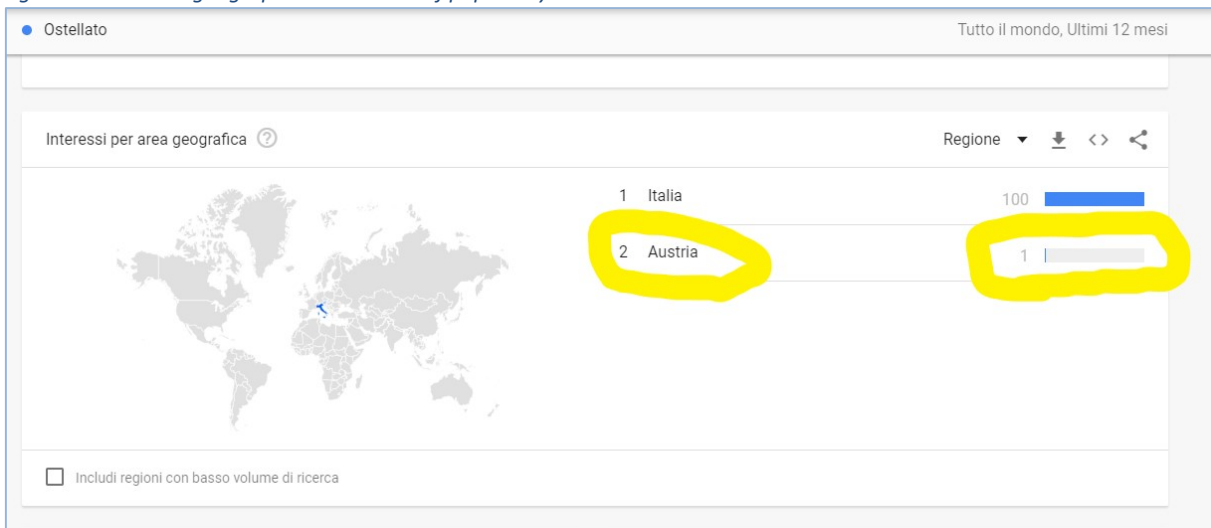 Ostellato
Tutto il mondo, Ultimi 12 mesi
Interessi per area geografica
Regione
1 Italia 100
2 Austria 1
Includi regioni con basso volume di ricerca